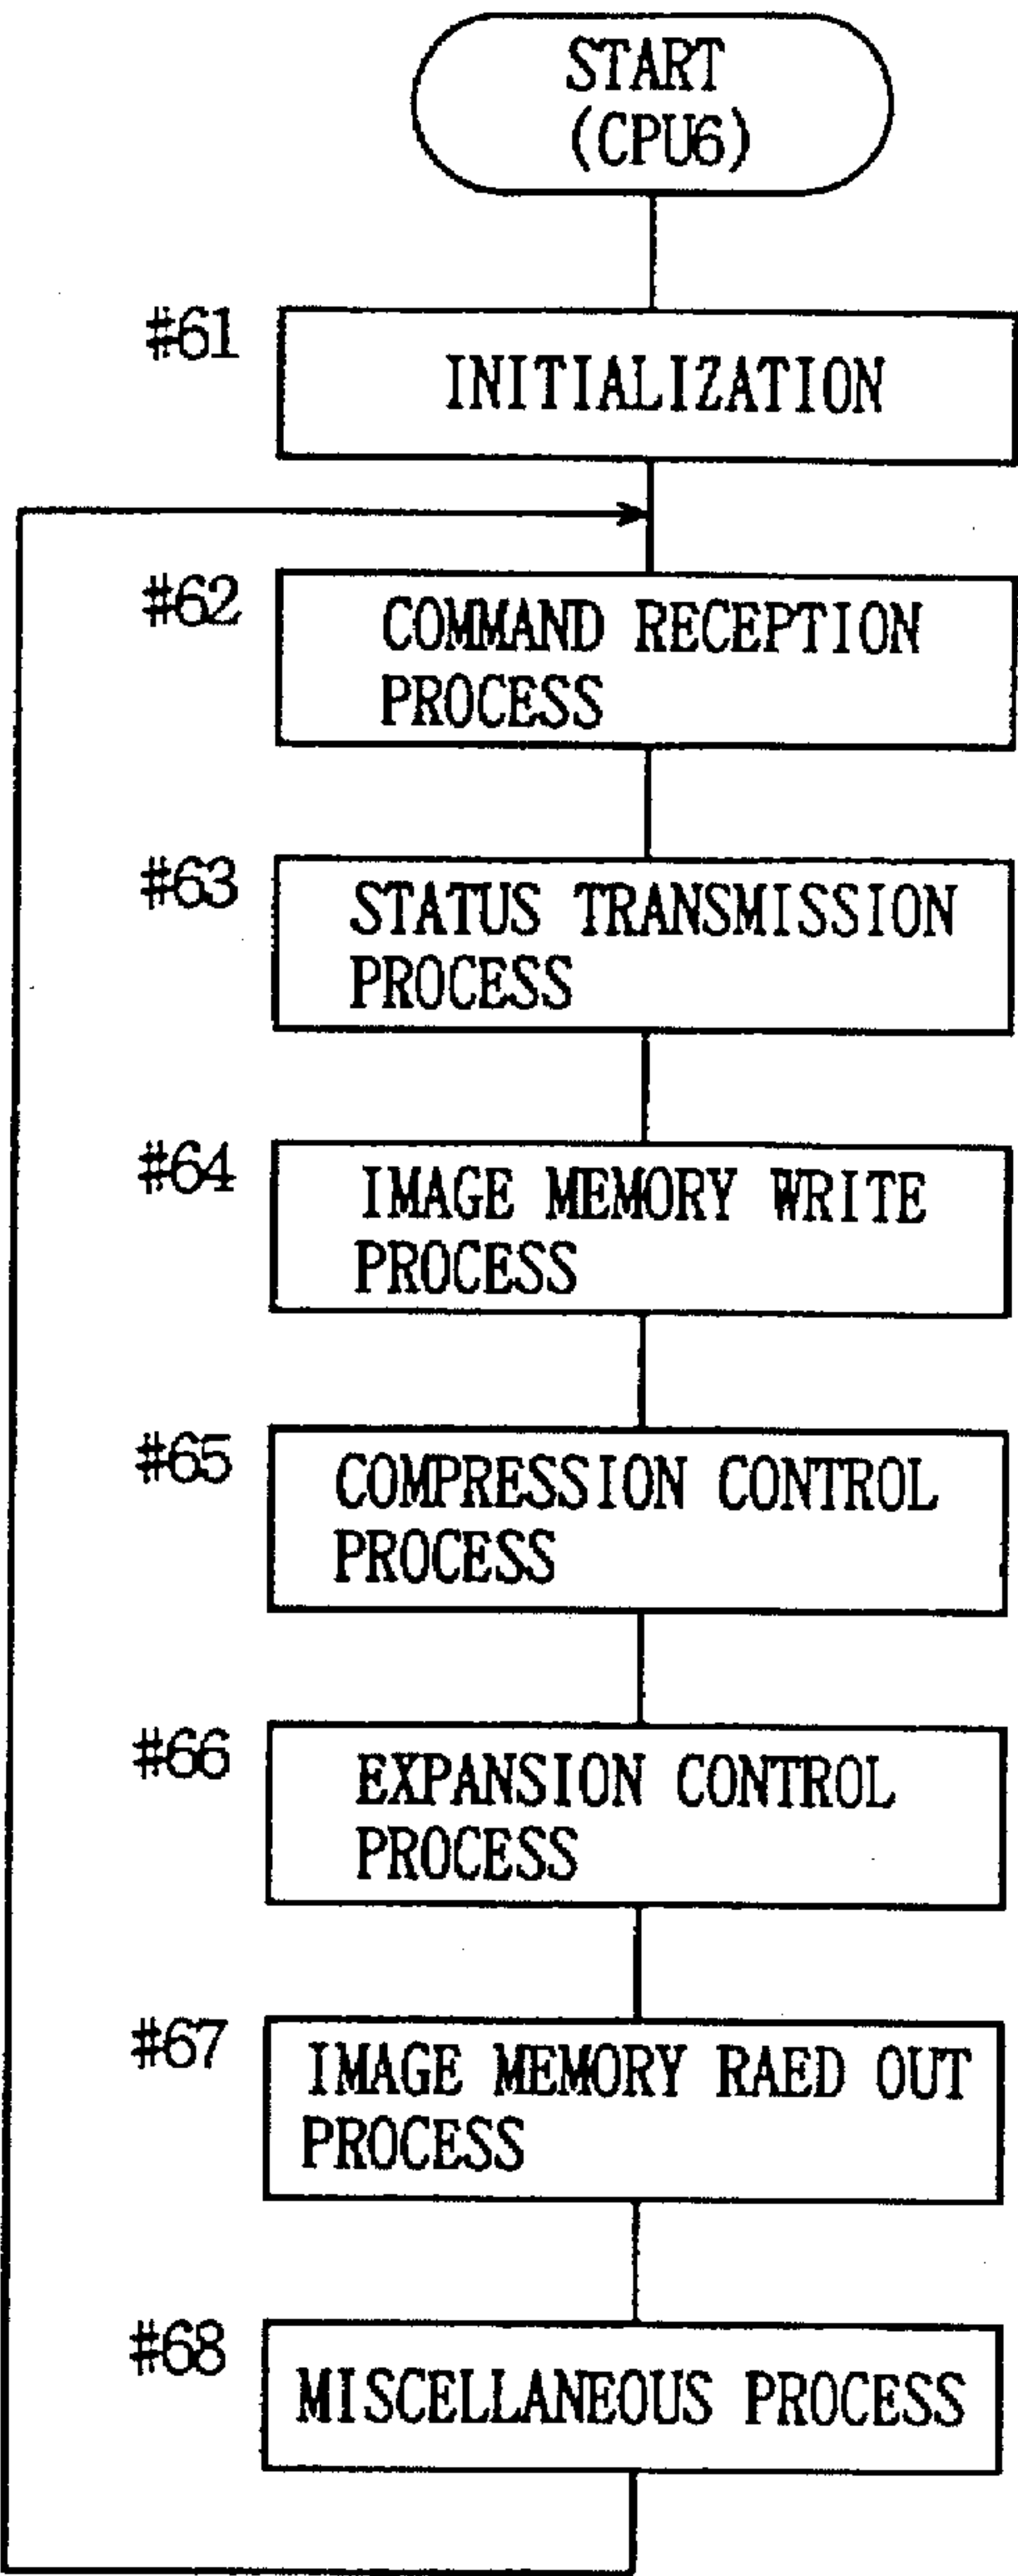 START
(CPU6)
#61
INITIALIZATION
#62
COMMAND RECEPTION
PROCESS
#63
STATUS TRANSMISSION
PROCESS
#64
IMAGE MEMORY WRITE
PROCESS
#65
COMPRESSION CONTROL
PROCESS
#66
EXPANSION CONTROL
PROCESS
#67
IMAGE MEMORY RAED OUT
PROCESS
#68
MISCELLANEOUS PROCESS